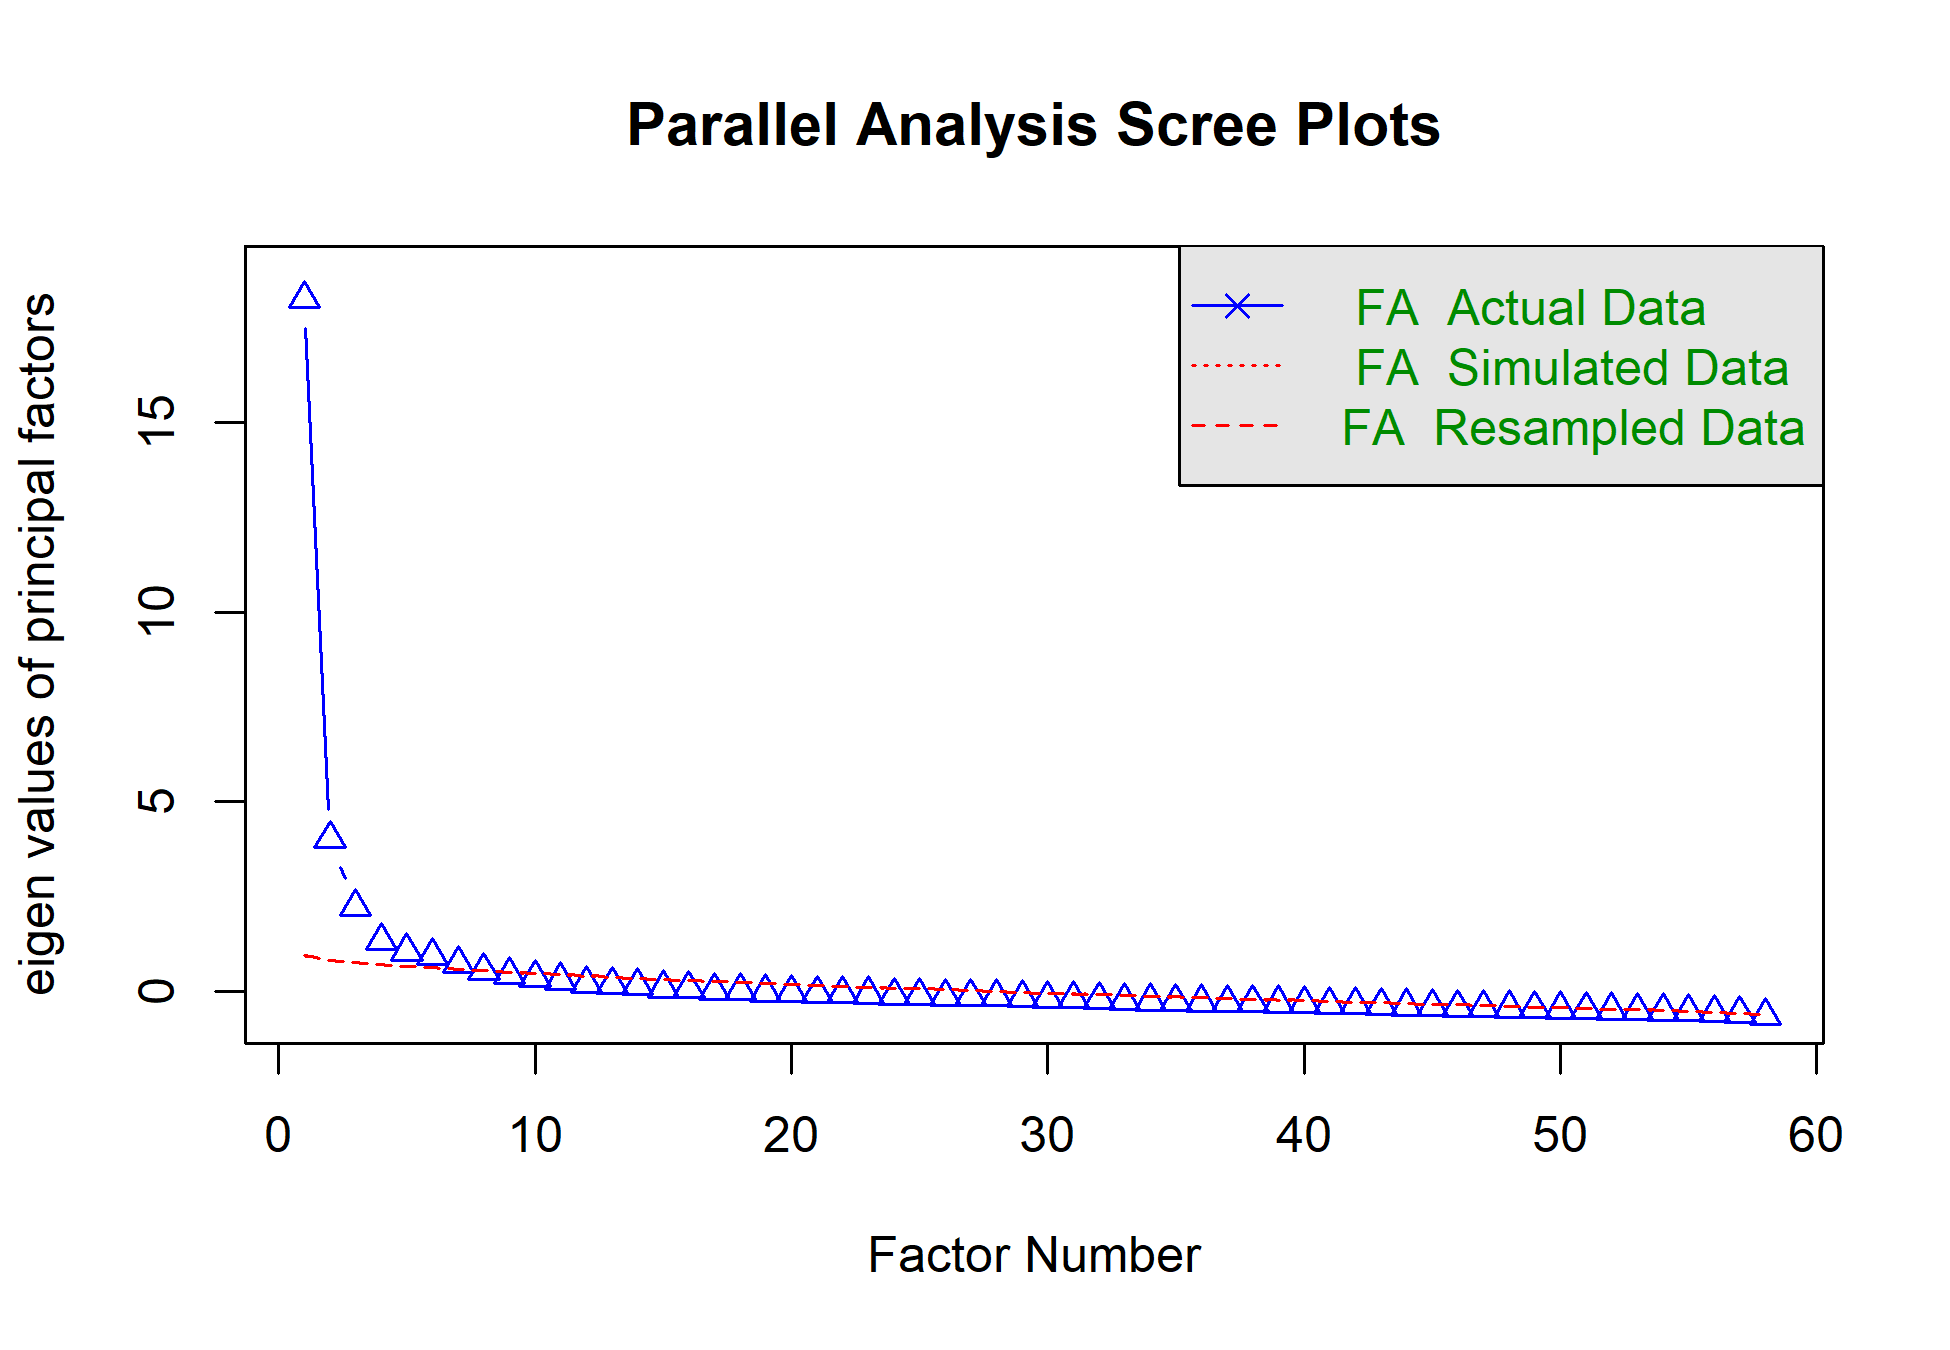 Parallel Analysis Scree Plots
eigen values of principal factors
15
10
5
0
FA Actual Data
FA Simulated Data
FA Resampled Data
0 10 20 30 40 50 60
Factor Number